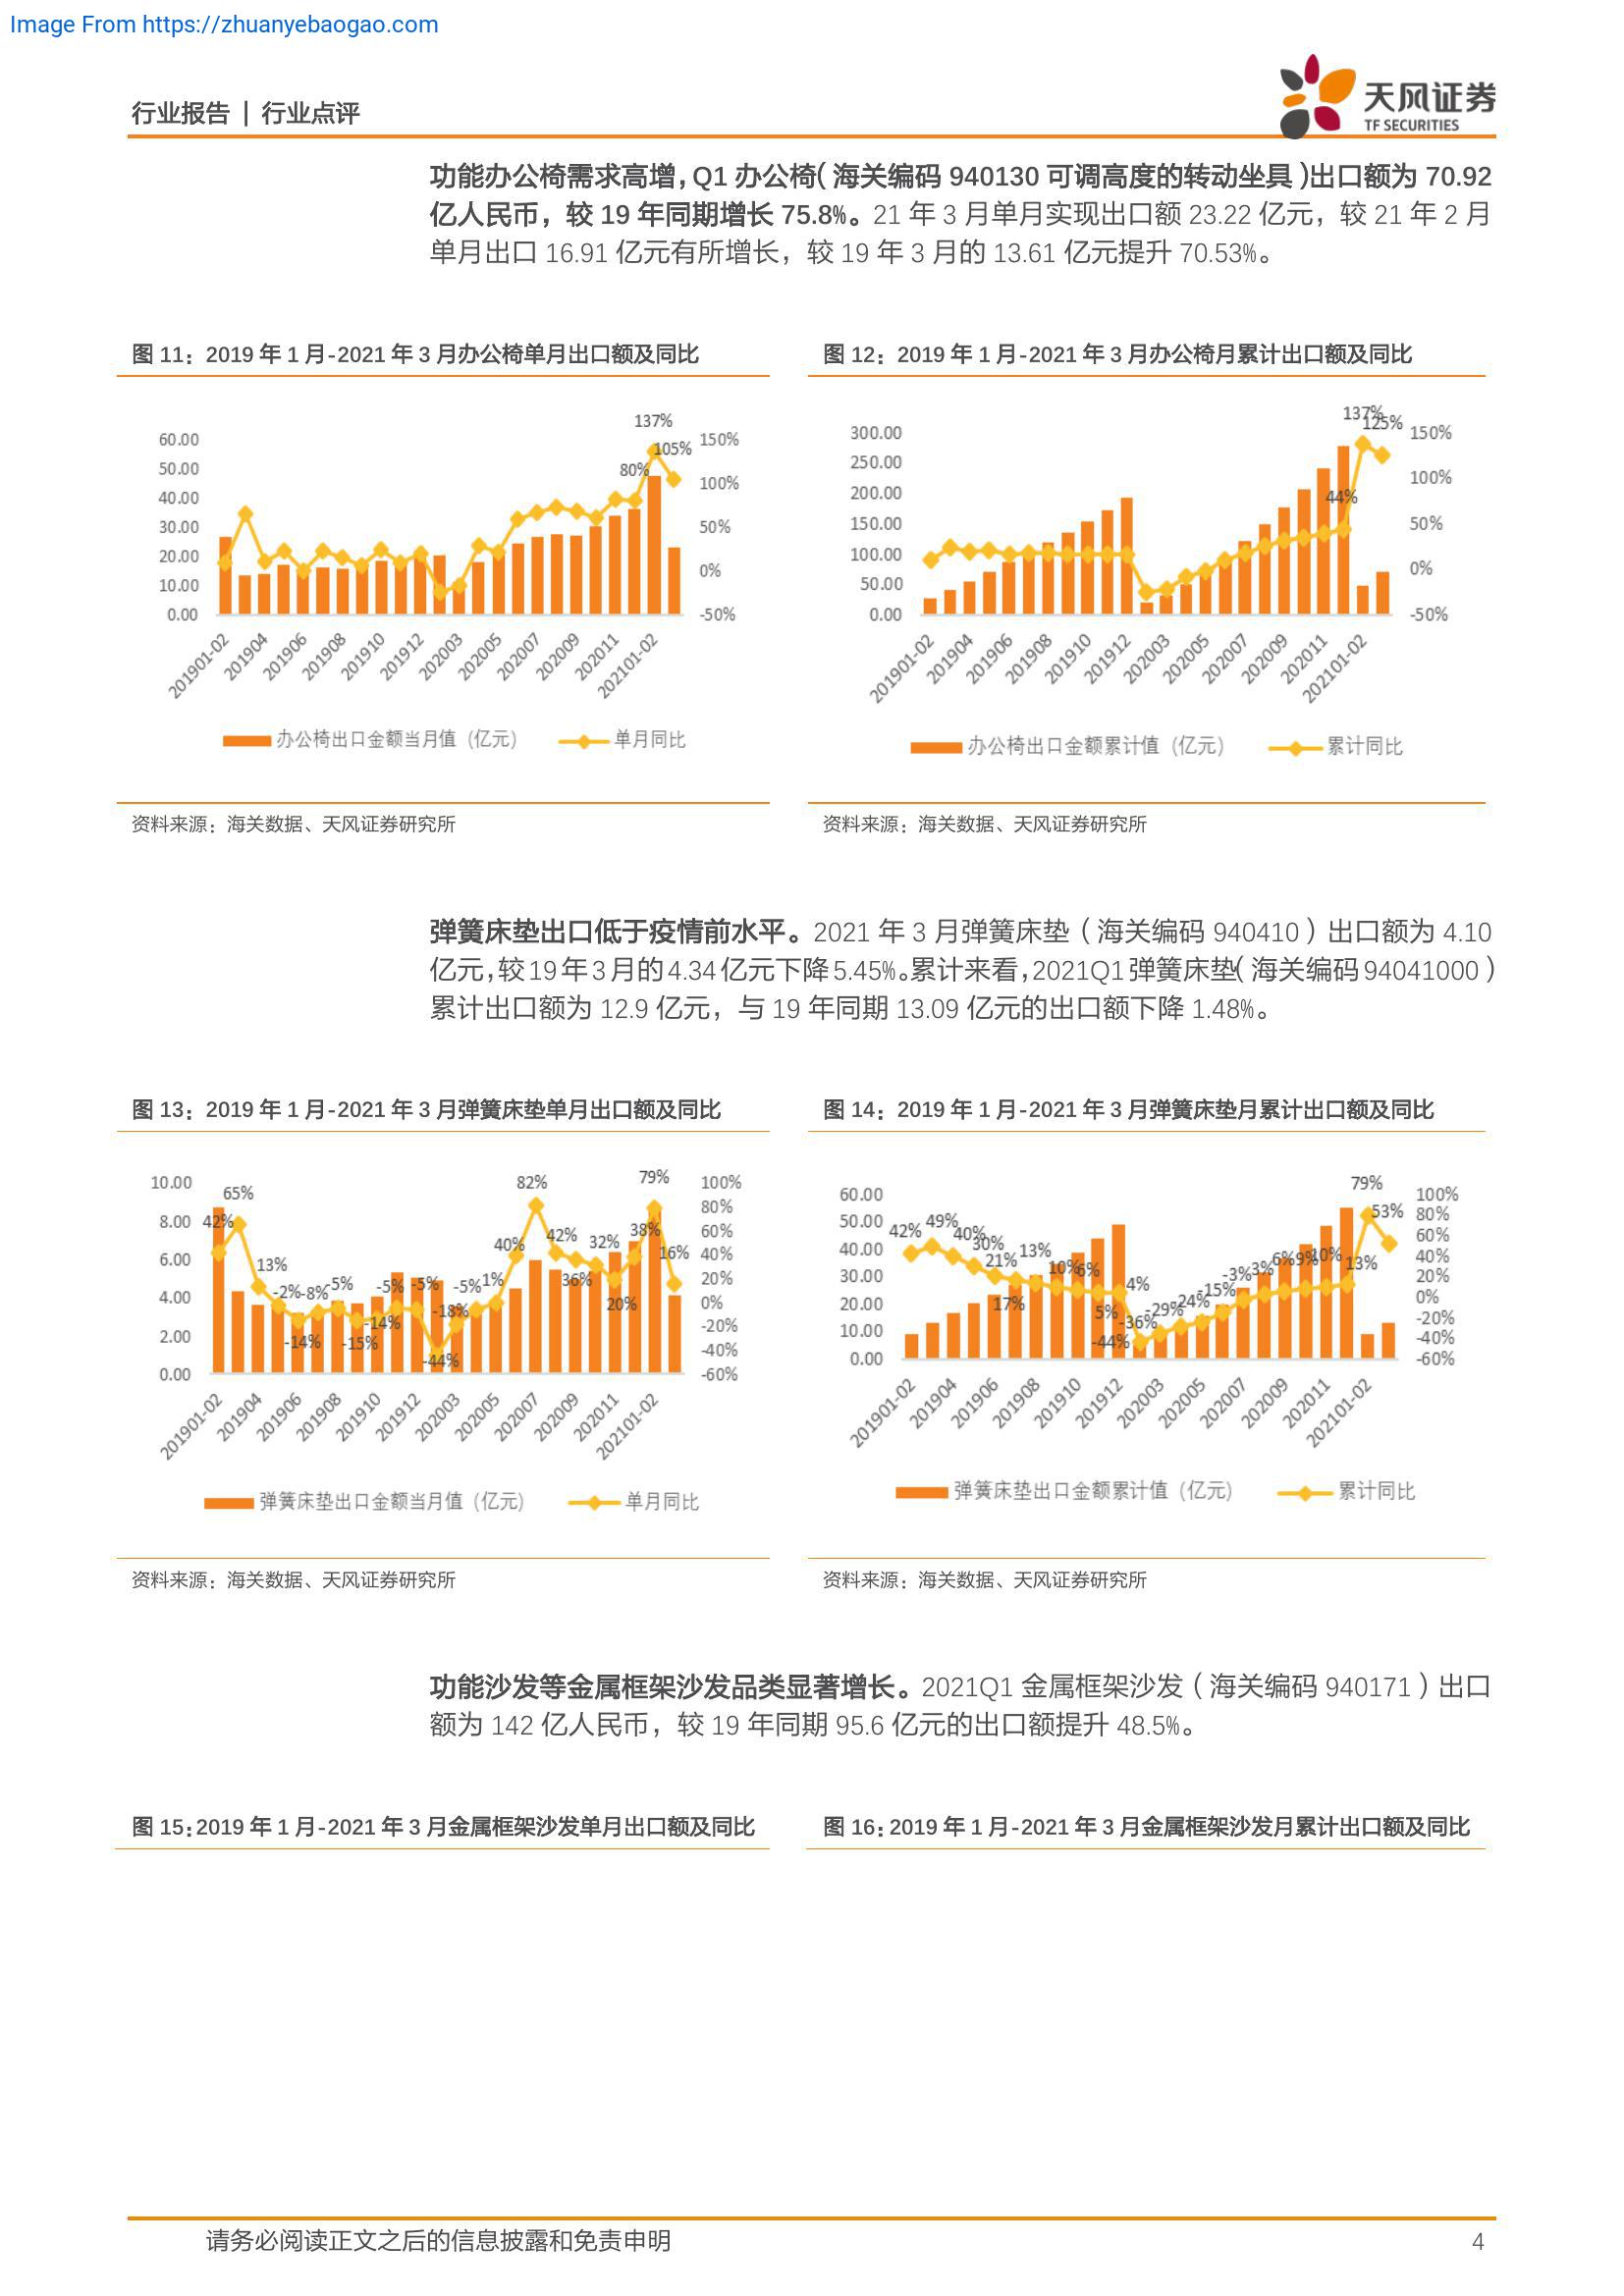 Image From https://zhuanyebaogao.com
行业报告 | 行业点评
天风证券
TF SECURITIES
功能办公椅需求高增，Q1 办公椅（海关编码 940130 可调高度的转动坐具）出口额为 70.92
亿人民币，较 19 年同期增长 75.8%。21 年 3 月单月实现出口额 23.22 亿元，较 21 年 2 月
单月出口 16.91 亿元有所增长，较 19 年 3 月的 13.61 亿元提升 70.53%。
图 11：2019 年 1 月-2021 年 3 月办公椅单月出口额及同比
60.00
50.00
40.00
30.00
20.00
10.00
0.00
137%
105%
80%
150%
100%
50%
0%
-50%
201901-02 201904 201906 201908 201910 201912 202003 202005 202007 202009 202011 202101-02
办公椅出口金额当月值（亿元） 单月同比
资料来源：海关数据、天风证券研究所
图 12：2019 年 1 月-2021 年 3 月办公椅月累计出口额及同比
300.00
250.00
200.00
150.00
100.00
50.00
0.00
137%
125%
44%
150%
100%
50%
0%
-50%
201901-02 201904 201906 201908 201910 201912 202003 202005 202007 202009 202011 202101-02
办公椅出口金额累计值（亿元） 累计同比
资料来源：海关数据、天风证券研究所
弹簧床垫出口低于疫情前水平。2021 年 3 月弹簧床垫（海关编码 940410）出口额为 4.10
亿元，较 19 年 3 月的 4.34 亿元下降 5.45%。累计来看，2021Q1 弹簧床垫（海关编码 94041000）
累计出口额为 12.9 亿元，与 19 年同期 13.09 亿元的出口额下降 1.48%。
图 13：2019 年 1 月-2021 年 3 月弹簧床垫单月出口额及同比
10.00
8.00
6.00
4.00
2.00
0.00
42% 65% 13% -2% -14% -8% -5% -15% -14% -5% -5% -44% -18% -5% 1% 40% 82% 42% 36% 32% 20% 38% 79% 16%
100%
80%
60%
40%
20%
0%
-20%
-40%
-60%
201901-02 201904 201906 201908 201910 201912 202003 202005 202007 202009 202011 202101-02
弹簧床垫出口金额当月值（亿元） 单月同比
资料来源：海关数据、天风证券研究所
图 14：2019 年 1 月-2021 年 3 月弹簧床垫月累计出口额及同比
60.00
50.00
40.00
30.00
20.00
10.00
0.00
42% 49% 40% 30% 21% 17% 13% 10% 6% 5% 4% -44% -36% -29% -24% -15% -3% 3% 6% 9% 10% 13% 79% 53%
100%
80%
60%
40%
20%
0%
-20%
-40%
-60%
201901-02 201904 201906 201908 201910 201912 202003 202005 202007 202009 202011 202101-02
弹簧床垫出口金额累计值（亿元） 累计同比
资料来源：海关数据、天风证券研究所
功能沙发等金属框架沙发品类显著增长。2021Q1 金属框架沙发（海关编码 940171）出口
额为 142 亿人民币，较 19 年同期 95.6 亿元的出口额提升 48.5%。
图 15：2019 年 1 月-2021 年 3 月金属框架沙发单月出口额及同比
图 16：2019 年 1 月-2021 年 3 月金属框架沙发月累计出口额及同比
请务必阅读正文之后的信息披露和免责申明
4